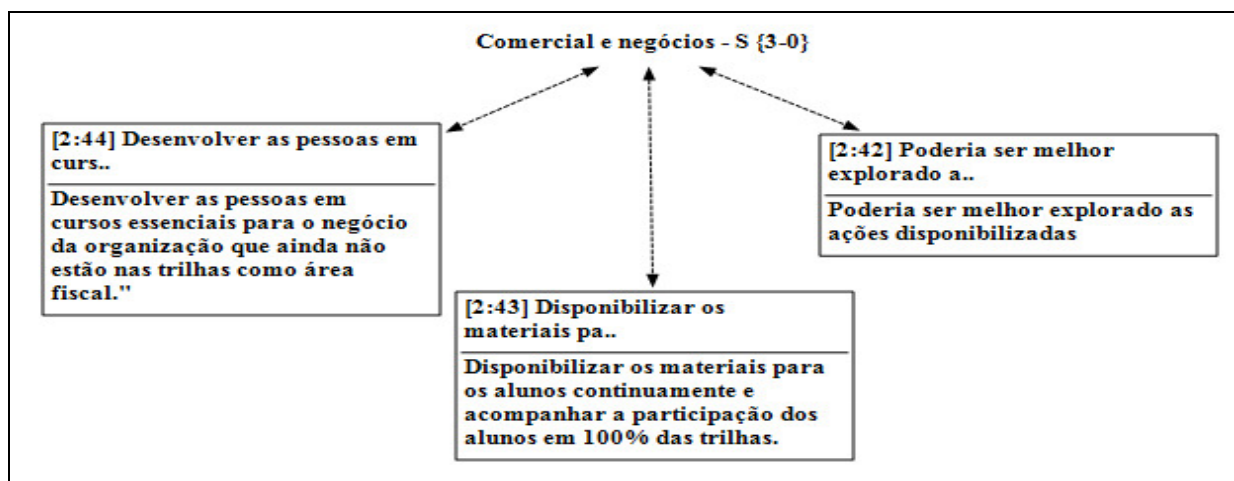 Comercial e negócios - S {3-0}
[2:44] Desenvolver as pessoas em
curs..
Desenvolver as pessoas em
cursos essenciais para o negócio
da organização que ainda não
estão nas trilhas como área
fiscal."
[2:43] Disponibilizar os
materiais pa..
Disponibilizar os materiais para
os alunos continuamente e
acompanhar a participação dos
alunos em 100% das trilhas.
[2:42] Poderia ser melhor
explorado a..
Poderia ser melhor explorado as
ações disponibilizadas